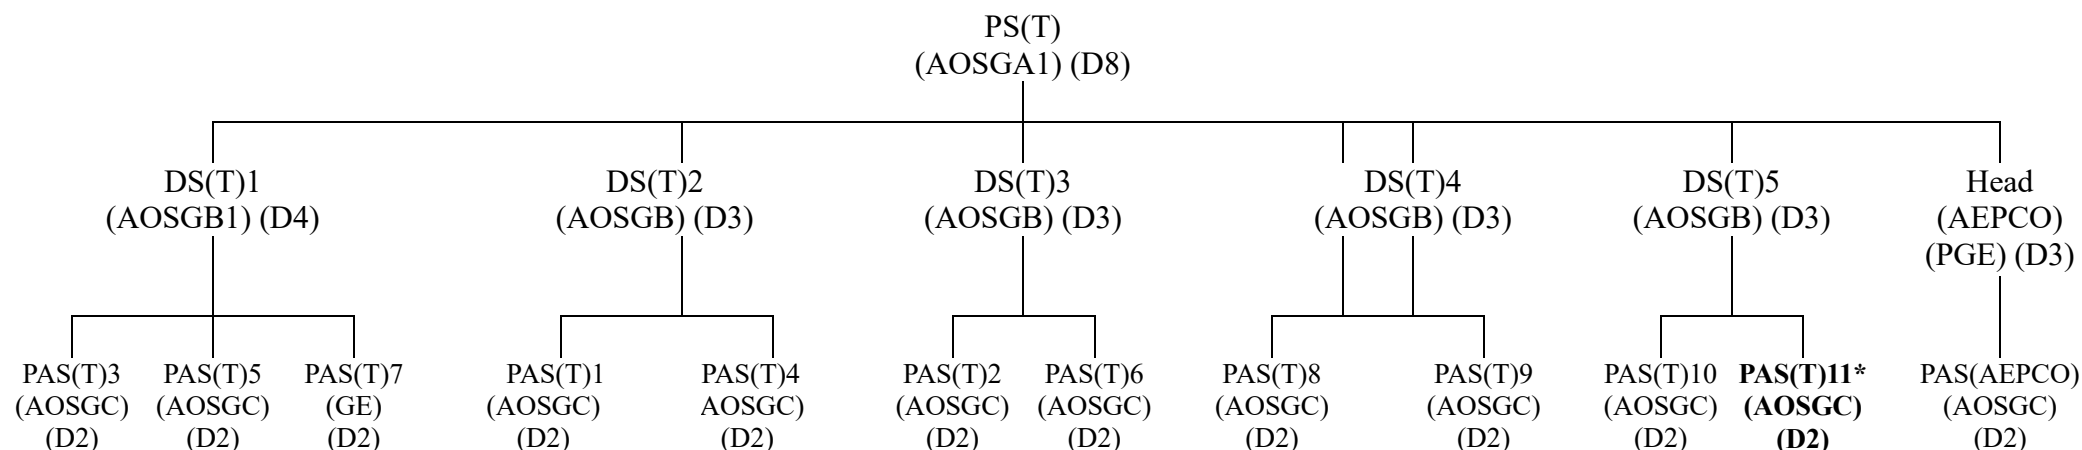 PS(T)
(AOSGA1) (D8)
DS(T)1
(AOSGB1) (D4)
DS(T)2
(AOSGB) (D3)
DS(T)3
(AOSGB) (D3)
DS(T)4
(AOSGB) (D3)
DS(T)5
(AOSGB) (D3)
Head
(AEPCO)
(PGE) (D3)
PAS(T)3
(AOSGC)
(D2)
PAS(T)5
(AOSGC)
(D2)
PAS(T)7
(GE)
(D2)
PAS(T)1
(AOSGC)
(D2)
PAS(T)4
AOSGC)
(D2)
PAS(T)2
(AOSGC)
(D2)
PAS(T)6
(AOSGC)
(D2)
PAS(T)8
(AOSGC)
(D2)
PAS(T)9
(AOSGC)
(D2)
PAS(T)10
(AOSGC)
(D2)
PAS(T)11*
(AOSGC)
(D2)
PAS(AEPCO)
(AOSGC)
(D2)